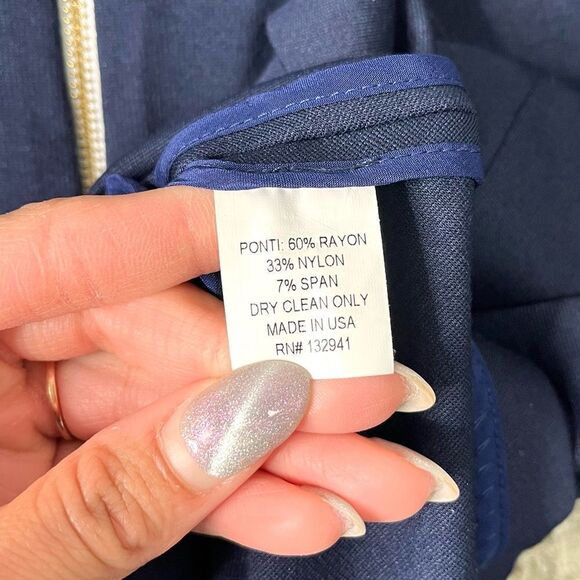 PONTI: 60% RAYON
33% NYLON
7% SPAN
DRY CLEAN ONLY
MADE IN USA
RN# 132941